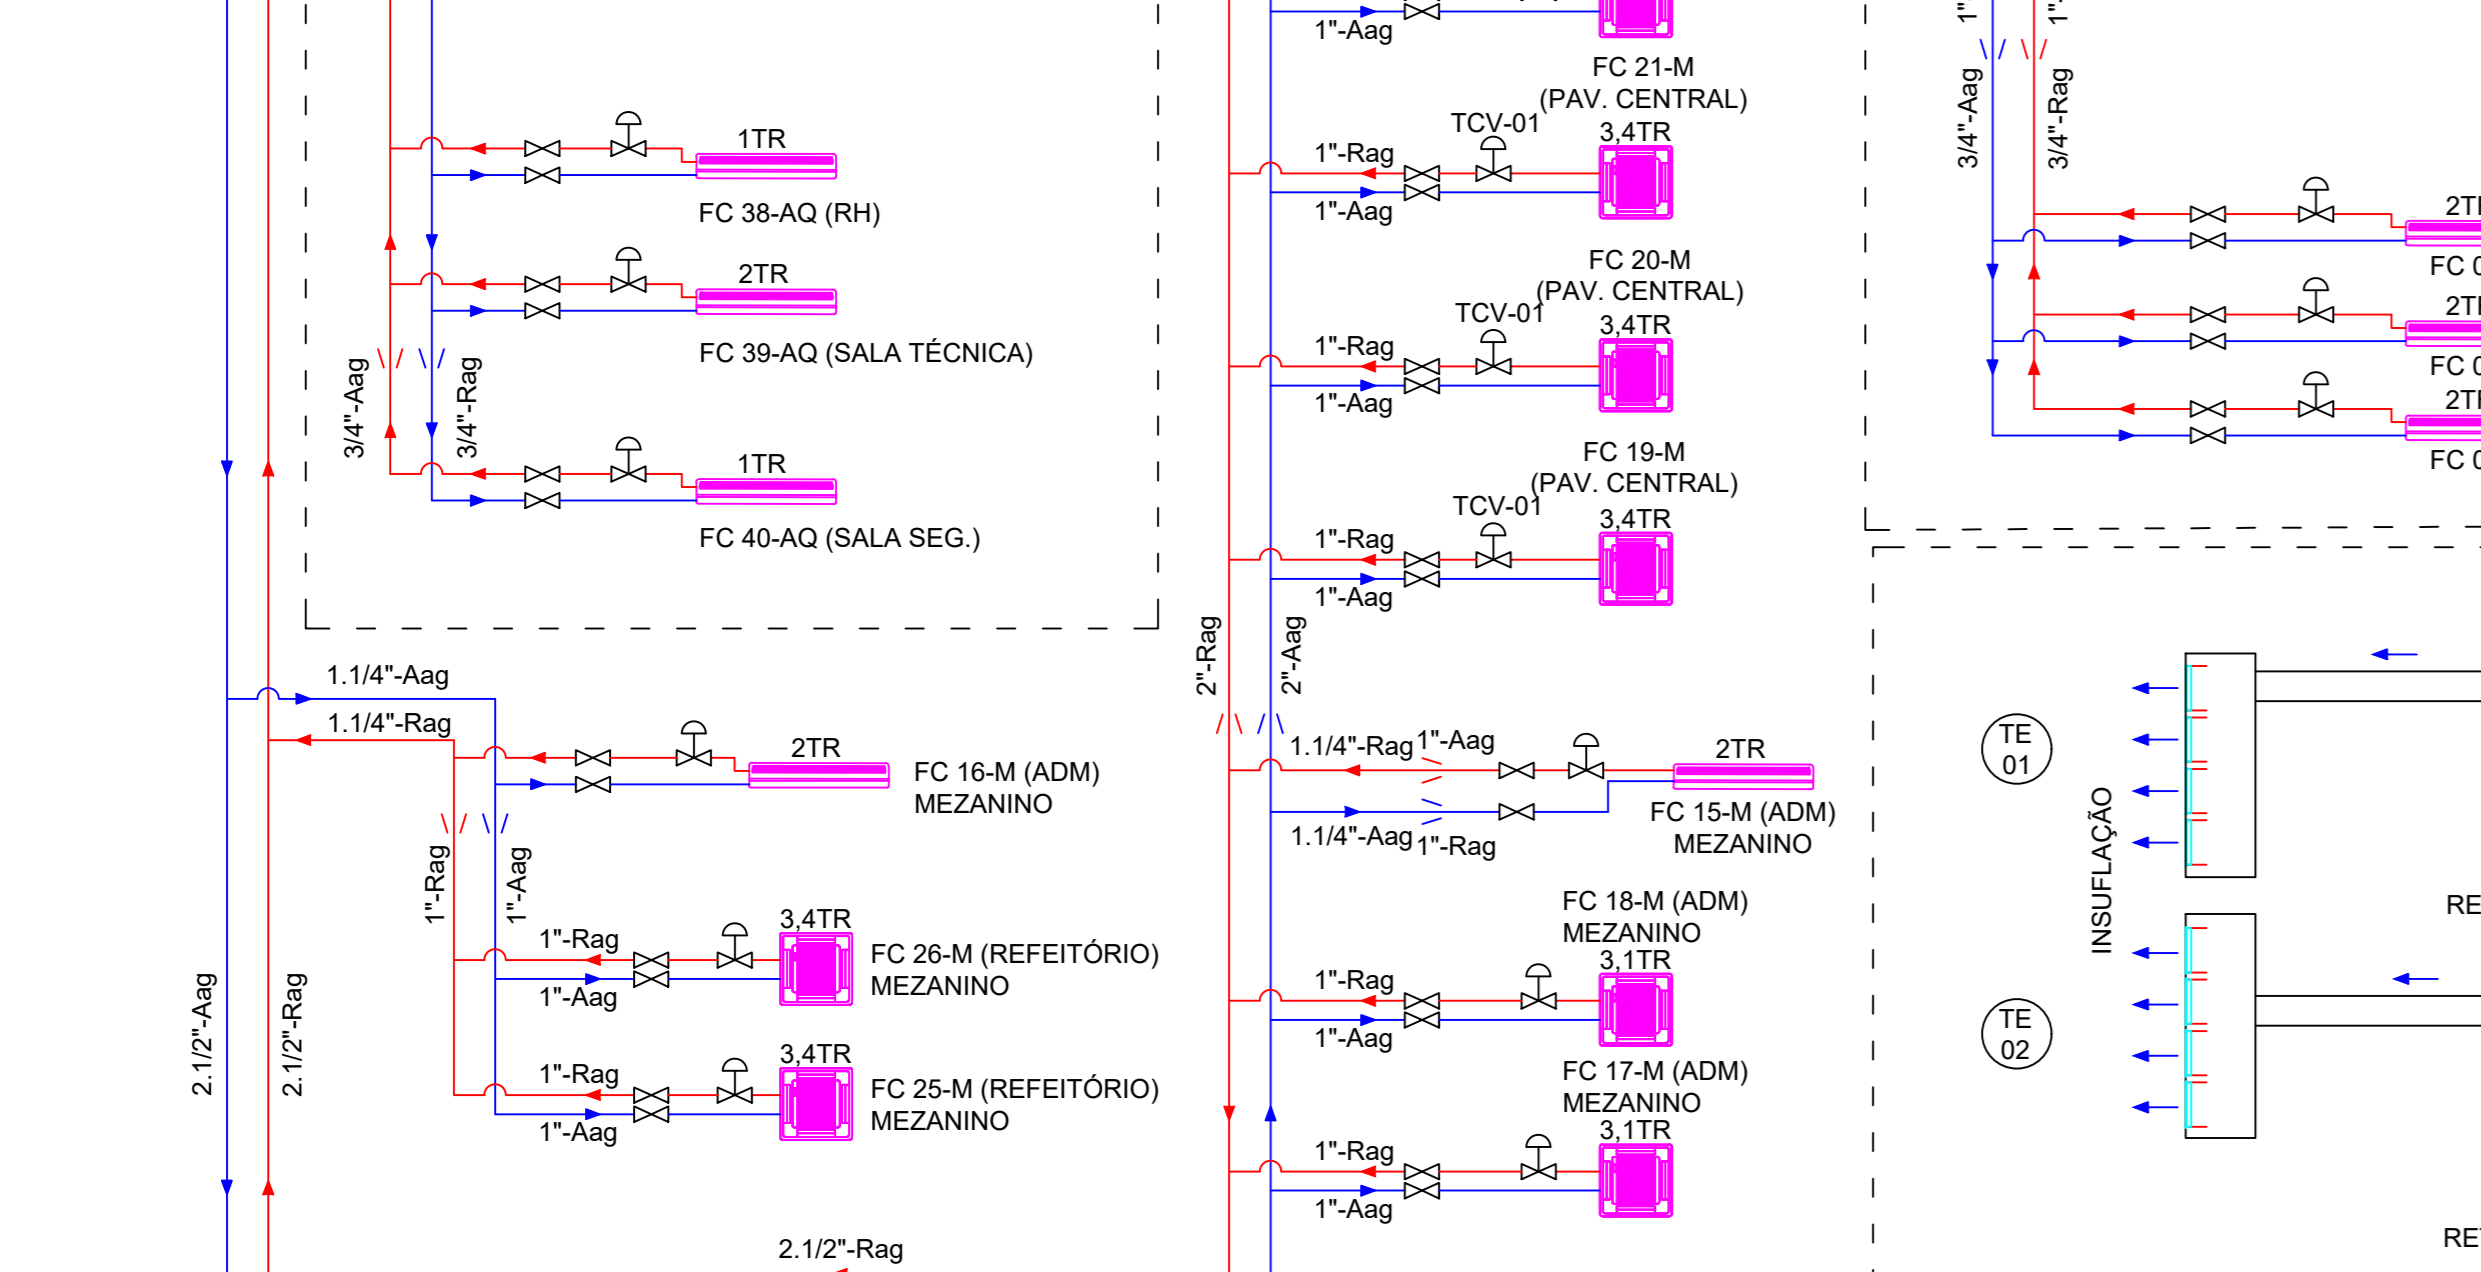 1TR
FC 38-AQ (RH)
2TR
FC 39-AQ (SALA TÉCNICA)
3/4"-Aag
3/4"-Rag
1TR
FC 40-AQ (SALA SEG.)
1.1/4"-Aag
1.1/4"-Rag
2TR
FC 16-M (ADM)
MEZANINO
1"-Rag
1"-Aag
3,4TR
1"-Rag
FC 26-M (REFEITÓRIO)
MEZANINO
1"-Aag
2.1/2"-Aag
2.1/2"-Rag
3,4TR
1"-Rag
FC 25-M (REFEITÓRIO)
MEZANINO
1"-Aag
2.1/2"-Rag
1"-Aag
FC 21-M
(PAV. CENTRAL)
TCV-01
3,4TR
1"-Rag
1"-Aag
FC 20-M
(PAV. CENTRAL)
TCV-01
3,4TR
1"-Rag
1"-Aag
FC 19-M
(PAV. CENTRAL)
TCV-01
3,4TR
1"-Rag
1"-Aag
2"-Rag
2"-Aag
1.1/4"-Rag
1"-Aag
2TR
FC 15-M (ADM)
MEZANINO
1.1/4"-Aag
1"-Rag
FC 18-M (ADM)
MEZANINO
3,1TR
1"-Rag
1"-Aag
FC 17-M (ADM)
MEZANINO
3,1TR
1"-Rag
1"-Aag
3/4"-Aag
3/4"-Rag
FC
FC
FC
TE
01
INSUFLAÇÃO
TE
02